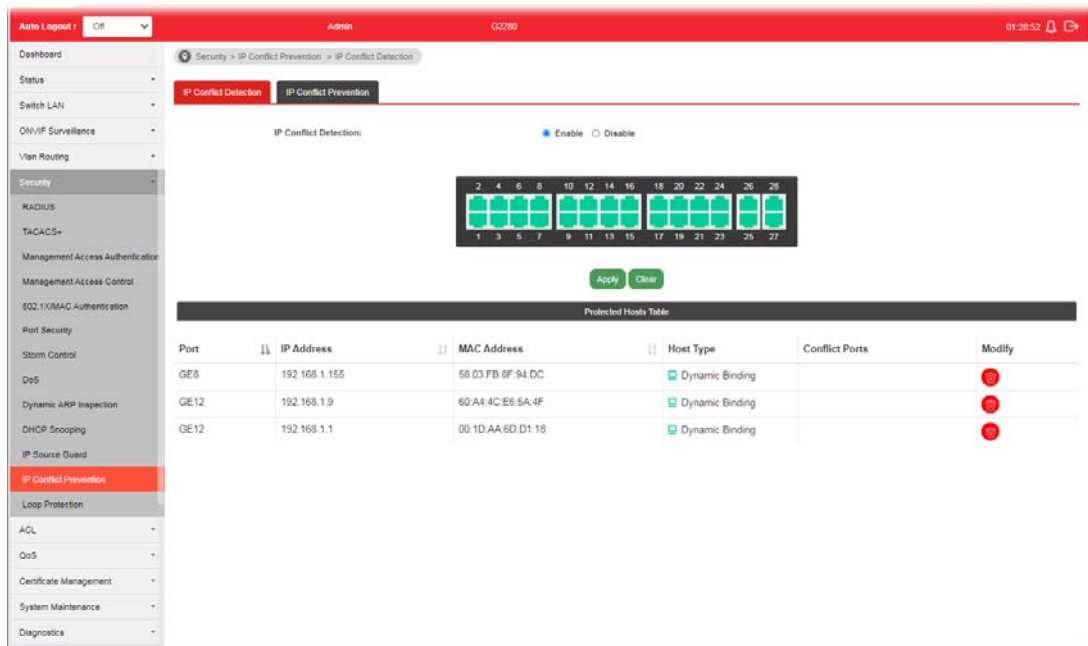 Auto Logout : Off Admin G2280 01:28:52
Dashboard
Status
Switch LAN
ONVIF Surveillance
Vlan Routing
Security
RADIUS
TACACS+
Management Access Authentication
Management Access Control
802.1X/MAC Authentication
Port Security
Storm Control
DoS
Dynamic ARP Inspection
DHCP Snooping
IP Source Guard
IP Conflict Prevention
Loop Protection
ACL
QoS
Certificate Management
System Maintenance
Diagnostics
Security > IP Conflict Prevention > IP Conflict Detection
IP Conflict Detection IP Conflict Prevention
IP Conflict Detection: Enable Disable
2 4 6 8 10 12 14 16 18 20 22 24 26 28
1 3 5 7 9 11 13 15 17 19 21 23 25 27
Apply Clear
Protected Hosts Table
Port IP Address MAC Address Host Type Conflict Ports Modify
GE8 192.168.1.155 58:03:FB:8F:94:DC Dynamic Binding
GE12 192.168.1.9 60:A4:4C:E6:5A:4F Dynamic Binding
GE12 192.168.1.1 00:1D:AA:6D:D1:18 Dynamic Binding